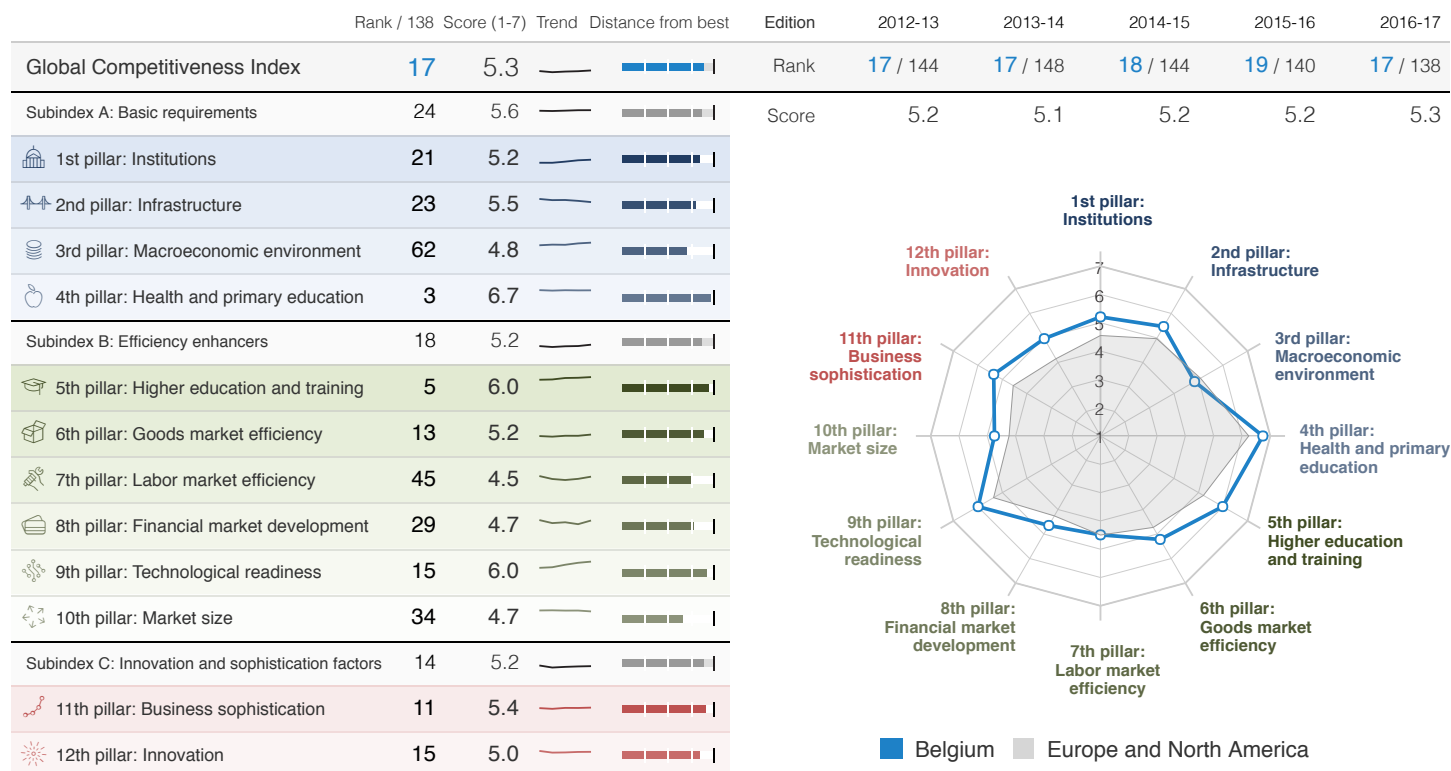 Rank / 138 Score (1-7) Trend Distance from best
Global Competitiveness Index 17 5.3
Subindex A: Basic requirements 24 5.6
1st pillar: Institutions 21 5.2
2nd pillar: Infrastructure 23 5.5
3rd pillar: Macroeconomic environment 62 4.8
4th pillar: Health and primary education 3 6.7
Subindex B: Efficiency enhancers 18 5.2
5th pillar: Higher education and training 5 6.0
6th pillar: Goods market efficiency 13 5.2
7th pillar: Labor market efficiency 45 4.5
8th pillar: Financial market development 29 4.7
9th pillar: Technological readiness 15 6.0
10th pillar: Market size 34 4.7
Subindex C: Innovation and sophistication factors 14 5.2
11th pillar: Business sophistication 11 5.4
12th pillar: Innovation 15 5.0
Edition 2012-13 2013-14 2014-15 2015-16 2016-17
Rank 17 / 144 17 / 148 18 / 144 19 / 140 17 / 138
Score 5.2 5.1 5.2 5.2 5.3
1st pillar:
Institutions
2nd pillar:
Infrastructure
3rd pillar:
Macroeconomic
environment
4th pillar:
Health and primary
education
5th pillar:
Higher education
and training
6th pillar:
Goods market
efficiency
7th pillar:
Labor market
efficiency
8th pillar:
Financial market
development
9th pillar:
Technological
readiness
10th pillar:
Market size
11th pillar:
Business
sophistication
12th pillar:
Innovation
7
6
5
4
3
2
1
Belgium Europe and North America